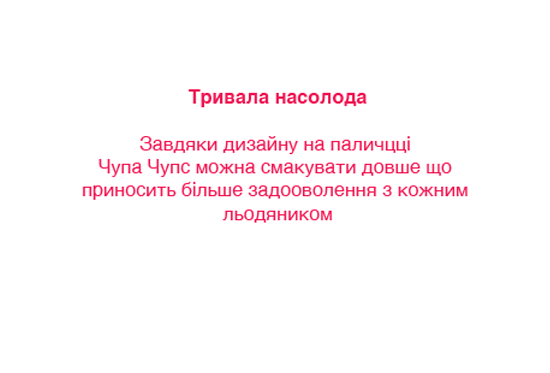 Тривала насолода
Завдяки дизайну на паличцці
Чупа Чупс можна смакувати довше що
приносить більше задооволення з кожним
льодяником